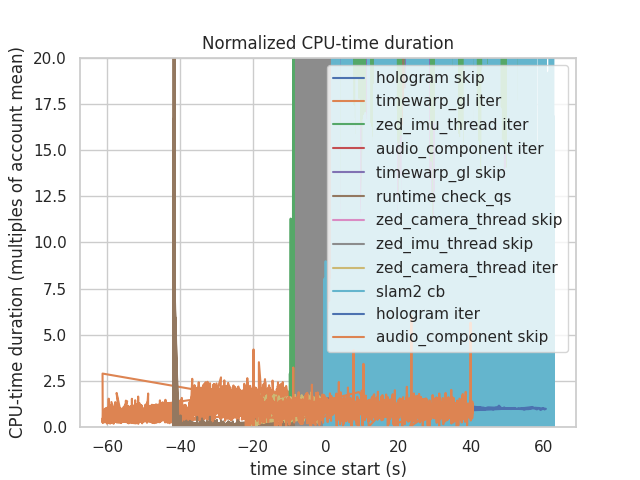 Normalized CPU-time duration
CPU-time duration (multiples of account mean)
20.0
17.5
15.0
12.5
10.0
7.5
5.0
2.5
0.0
hologram skip
timewarp_gl iter
zed_imu_thread iter
audio_component iter
timewarp_gl skip
runtime check_qs
zed_camera_thread skip
zed_imu_thread skip
zed_camera_thread iter
slam2 cb
hologram iter
audio_component skip
−60 −40 −20 0 20 40 60
time since start (s)